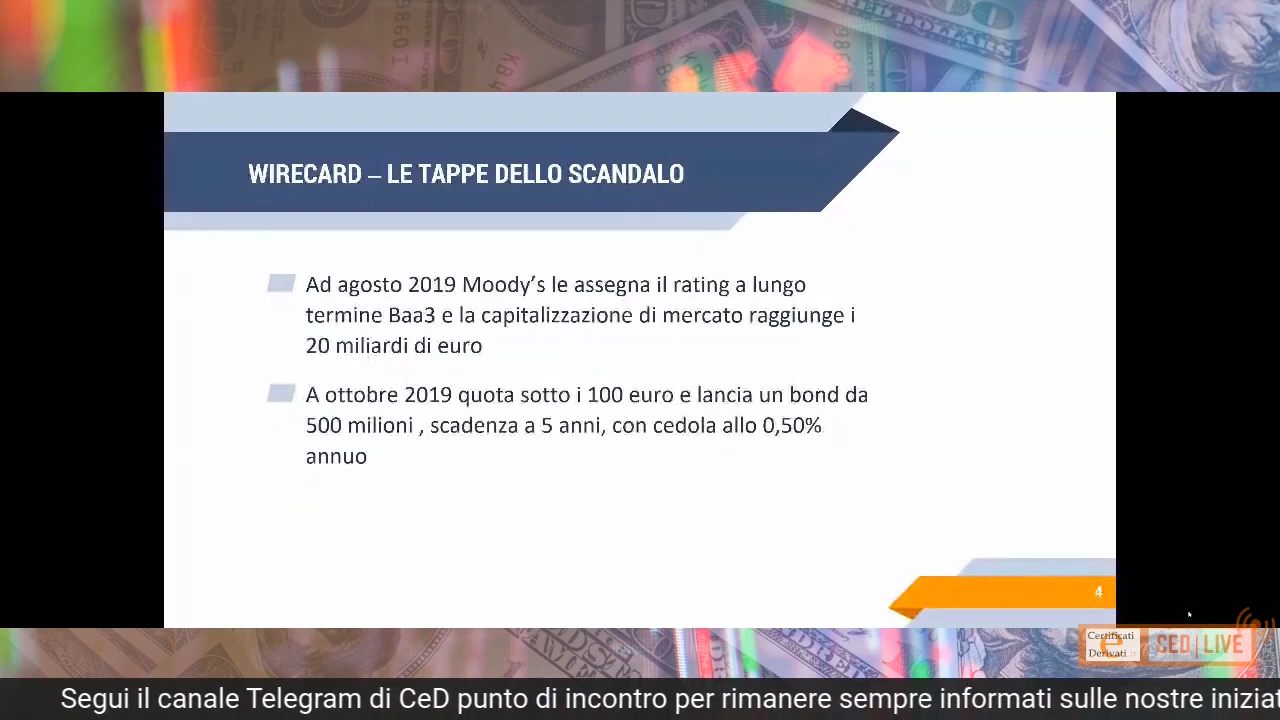 WIRECARD – LE TAPPE DELLO SCANDALO
Ad agosto 2019 Moody's le assegna il rating a lungo
termine Baa3 e la capitalizzazione di mercato raggiunge i
20 miliardi di euro
A ottobre 2019 quota sotto i 100 euro e lancia un bond da
500 milioni , scadenza a 5 anni, con cedola allo 0,50%
annuo
4
Certificati
Derivati
CED|LIVE
Segui il canale Telegram di CeD punto di incontro per rimanere sempre informati sulle nostre iniziat